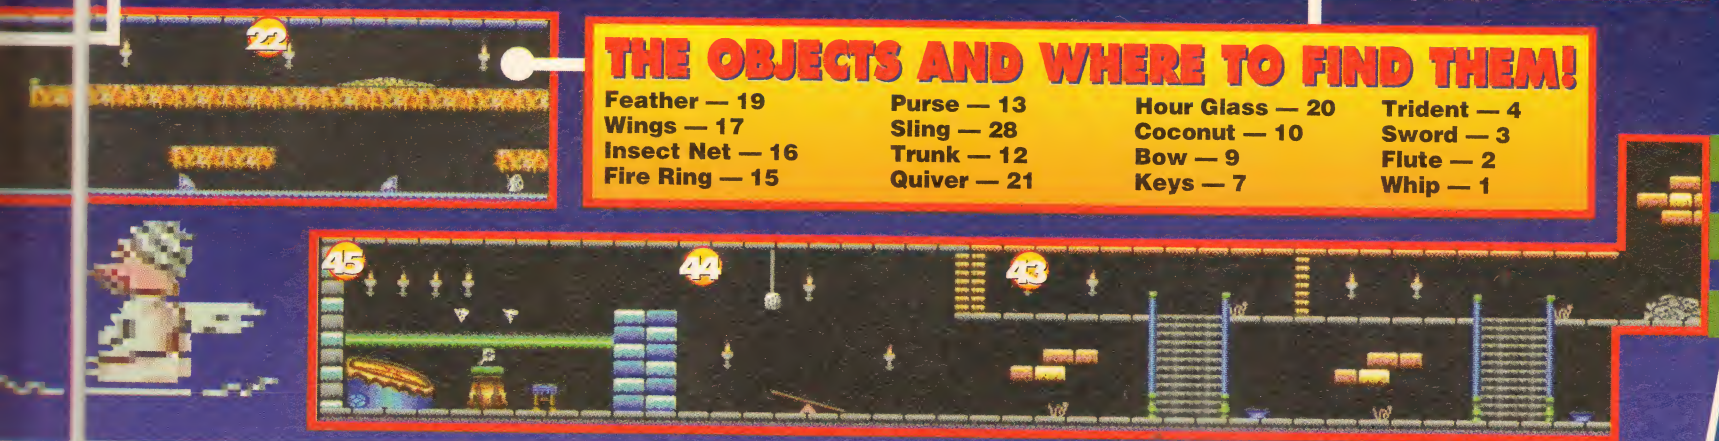 22
THE OBJECTS AND WHERE TO FIND THEM!
Feather — 19
Wings — 17
Insect Net — 16
Fire Ring — 15
Purse — 13
Sling — 28
Trunk — 12
Quiver — 21
Hour Glass — 20
Coconut — 10
Bow — 9
Keys — 7
Trident — 4
Sword — 3
Flute — 2
Whip — 1
45
44
43